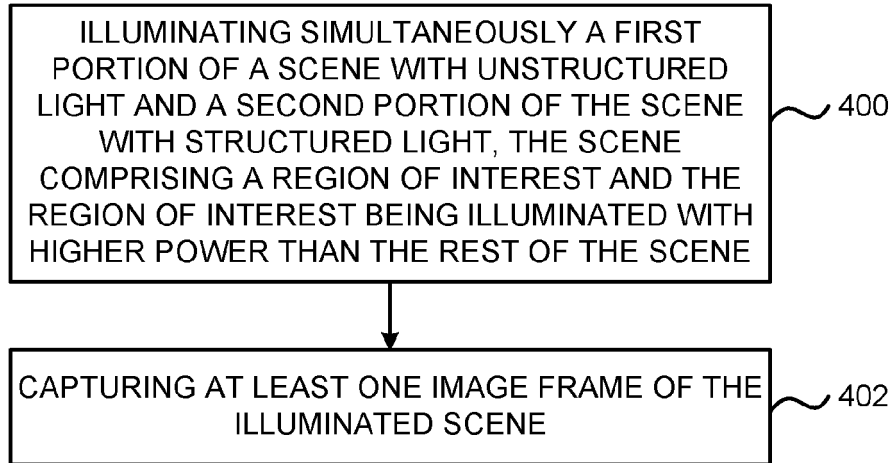 ILLUMINATING SIMULTANEOUSLY A FIRST
PORTION OF A SCENE WITH UNSTRUCTURED
LIGHT AND A SECOND PORTION OF THE SCENE
WITH STRUCTURED LIGHT, THE SCENE
COMPRISING A REGION OF INTEREST AND THE
REGION OF INTEREST BEING ILLUMINATED WITH
HIGHER POWER THAN THE REST OF THE SCENE
400
CAPTURING AT LEAST ONE IMAGE FRAME OF THE
ILLUMINATED SCENE
402